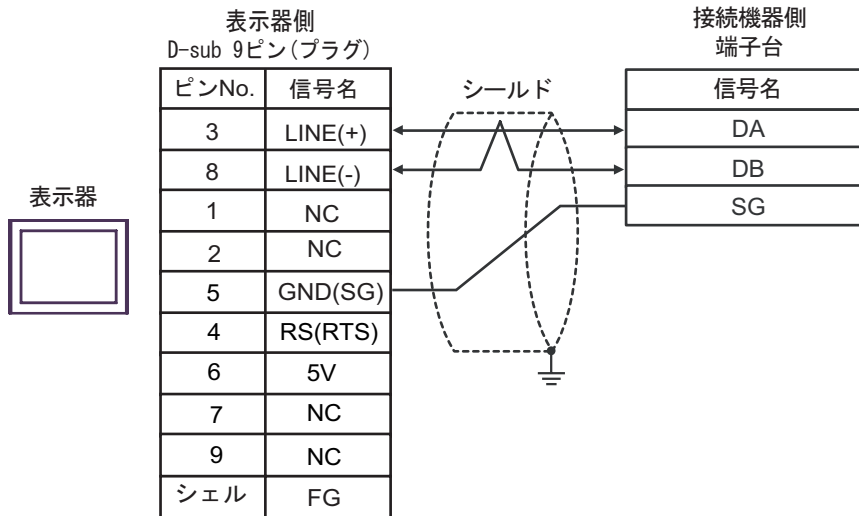 表示器側
D-sub 9ピン(プラグ)
接続機器側
端子台
ピンNo. 信号名
シールド
信号名
3 LINE(+)
DA
8 LINE(-)
DB
表示器
1 NC
SG
2 NC
5 GND(SG)
4 RS(RTS)
6 5V
7 NC
9 NC
シェル FG